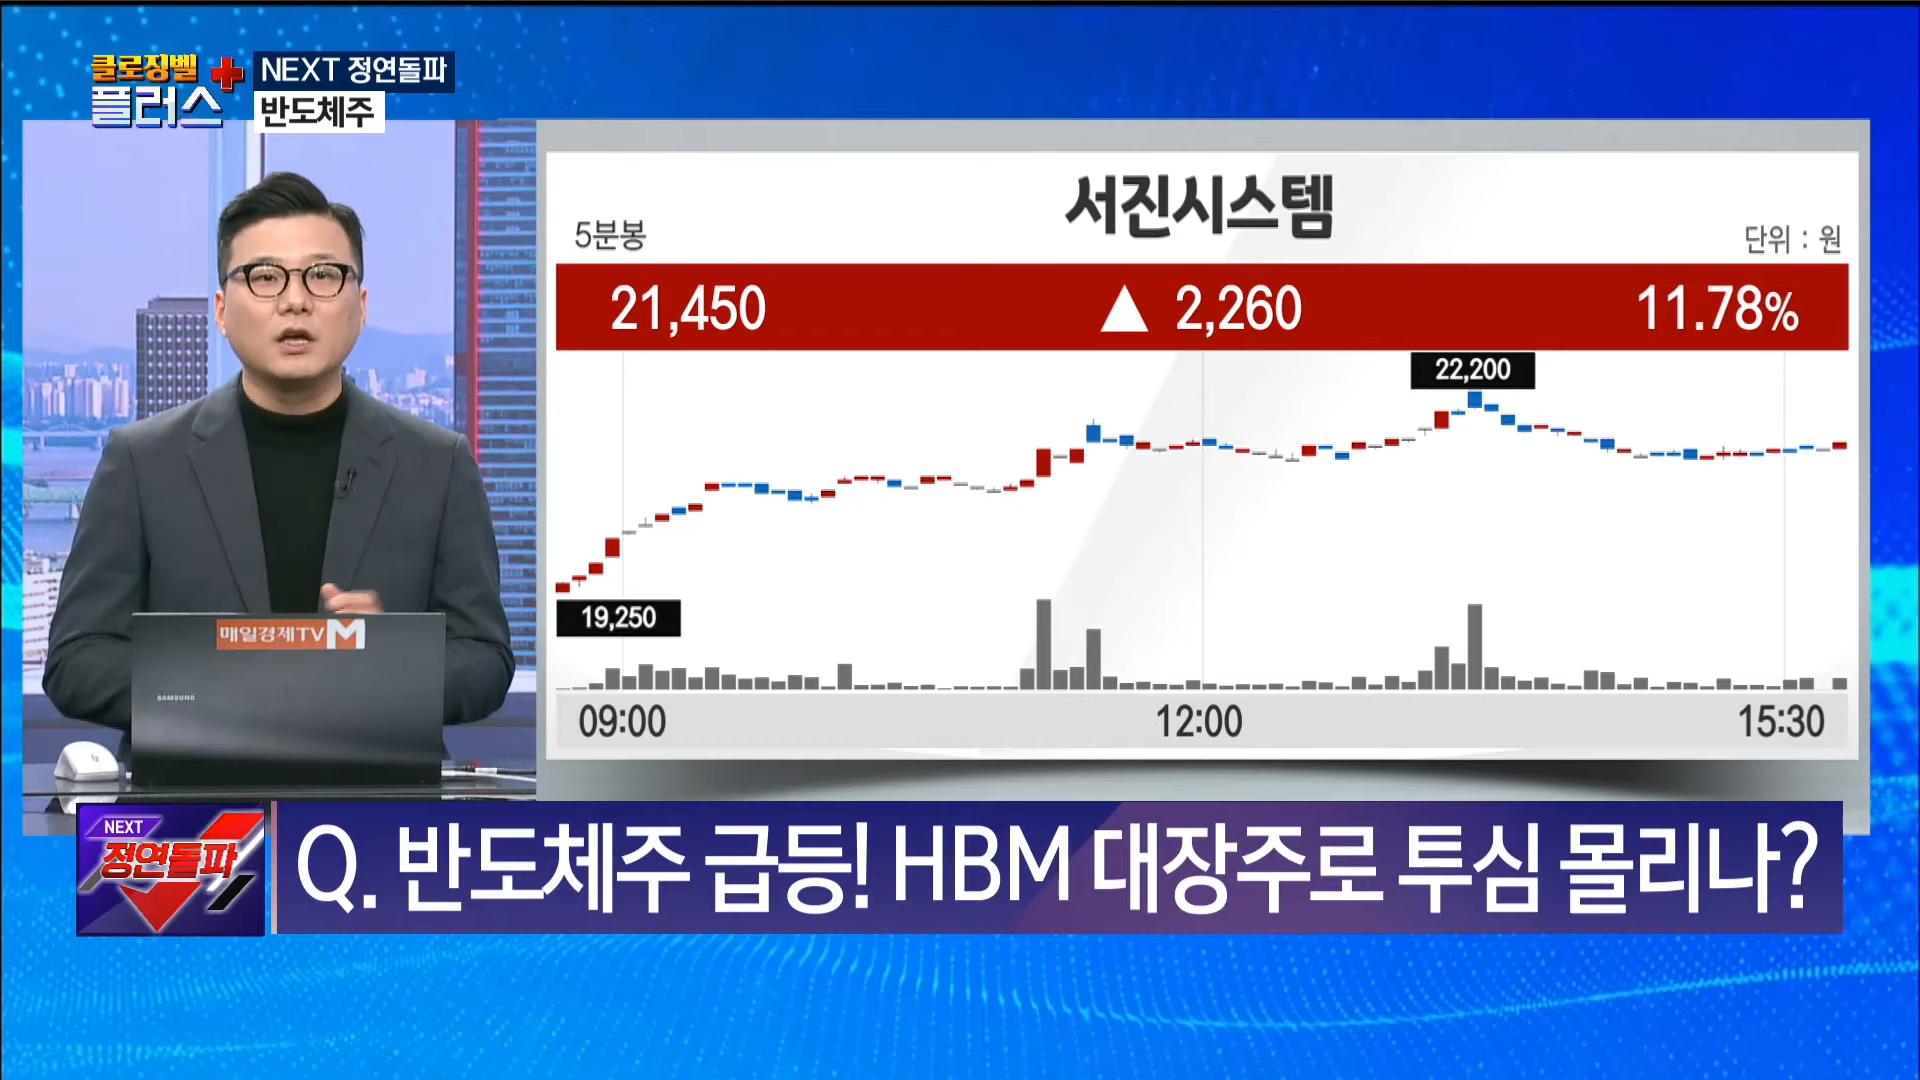 클로징벨
플러스
NEXT 정연돌파
반도체주
서진시스템
5분봉
단위 : 원
21,450 ▲ 2,260 11.78%
22,200
19,250
09:00 12:00 15:30
매일경제TV M
SAMSUNG
NEXT
정연돌파
Q. 반도체주 급등! HBM 대장주로 투심 몰리나?